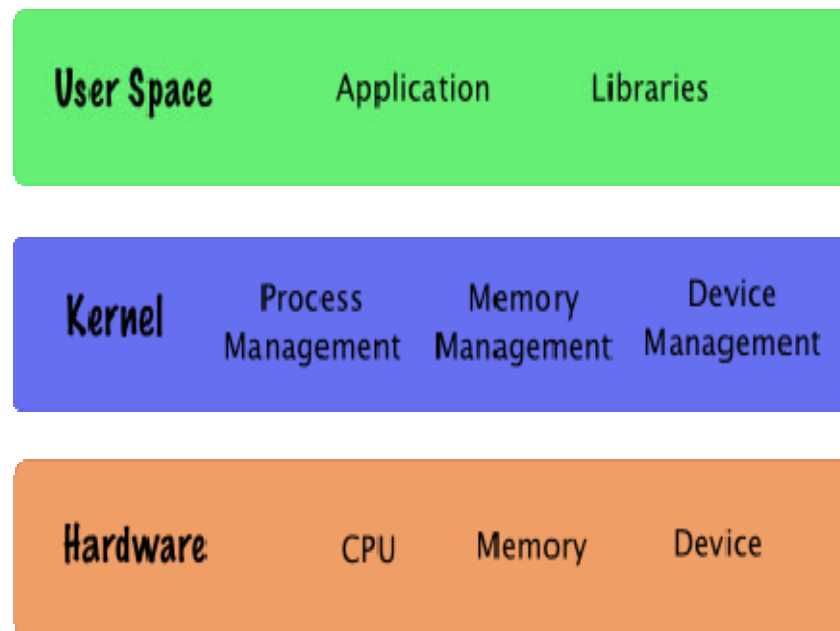 User Space Application Libraries
Kernel Process Management Memory Management Device Management
Hardware CPU Memory Device